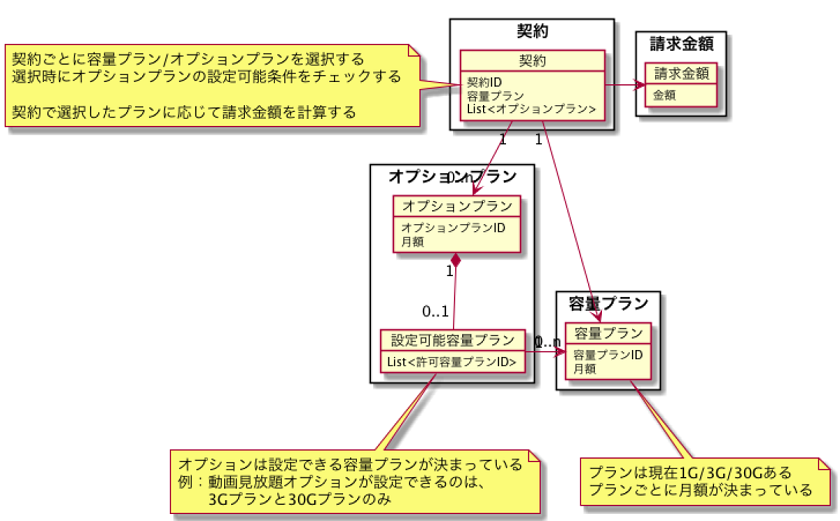 契約ごとに容量プラン/オプションプランを選択する
選択時にオプションプランの設定可能条件をチェックする
契約で選択したプランに応じて請求金額を計算する
契約
契約
契約ID
容量プラン
List<オプションプラン>
請求金額
請求金額
金額
1
1
0..n
オプションプラン
オプションプラン
オプションプランID
月額
1
0..1
設定可能容量プラン
List<許可容量プランID>
容量プラン
容量プラン
容量プランID
月額
オプションは設定できる容量プランが決まっている
例：動画見放題オプションが設定できるのは、
3Gプランと30Gプランのみ
プランは現在1G/3G/30Gある
プランごとに月額が決まっている